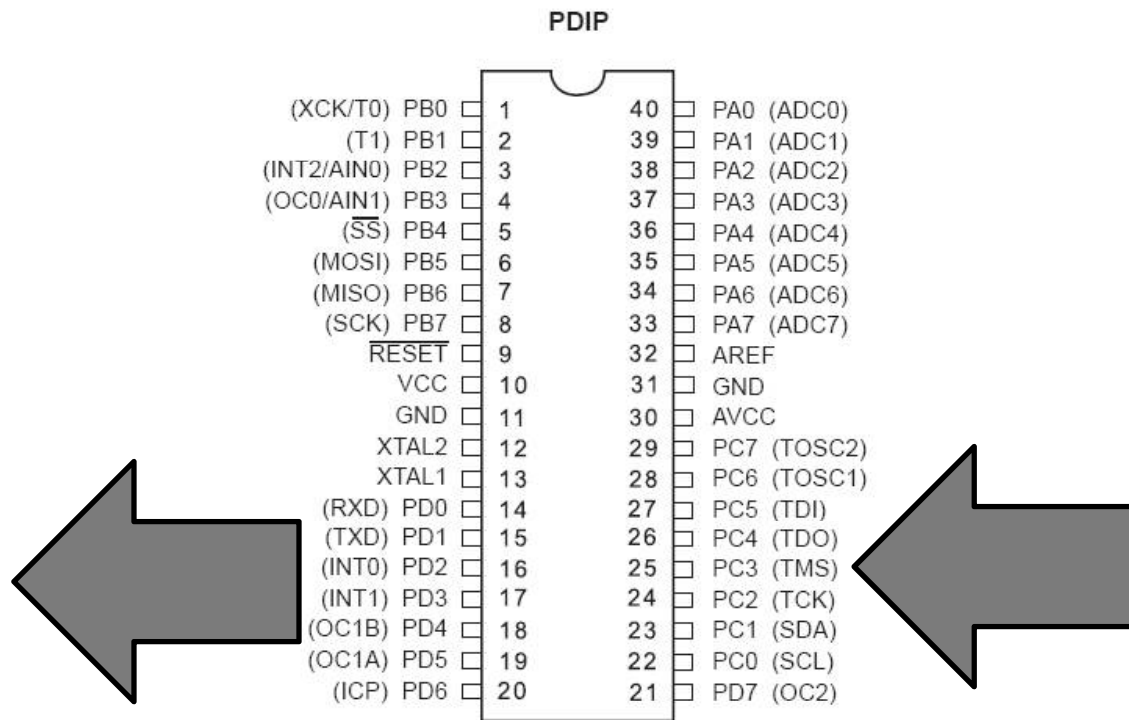 PDIP
(XCK/T0) PB0 1 40 PA0 (ADC0)
(T1) PB1 2 39 PA1 (ADC1)
(INT2/AIN0) PB2 3 38 PA2 (ADC2)
(OC0/AIN1) PB3 4 37 PA3 (ADC3)
(SS) PB4 5 36 PA4 (ADC4)
(MOSI) PB5 6 35 PA5 (ADC5)
(MISO) PB6 7 34 PA6 (ADC6)
(SCK) PB7 8 33 PA7 (ADC7)
RESET 9 32 AREF
VCC 10 31 GND
GND 11 30 AVCC
XTAL2 12 29 PC7 (TOSC2)
XTAL1 13 28 PC6 (TOSC1)
(RXD) PD0 14 27 PC5 (TDI)
(TXD) PD1 15 26 PC4 (TDO)
(INT0) PD2 16 25 PC3 (TMS)
(INT1) PD3 17 24 PC2 (TCK)
(OC1B) PD4 18 23 PC1 (SDA)
(OC1A) PD5 19 22 PC0 (SCL)
(ICP) PD6 20 21 PD7 (OC2)